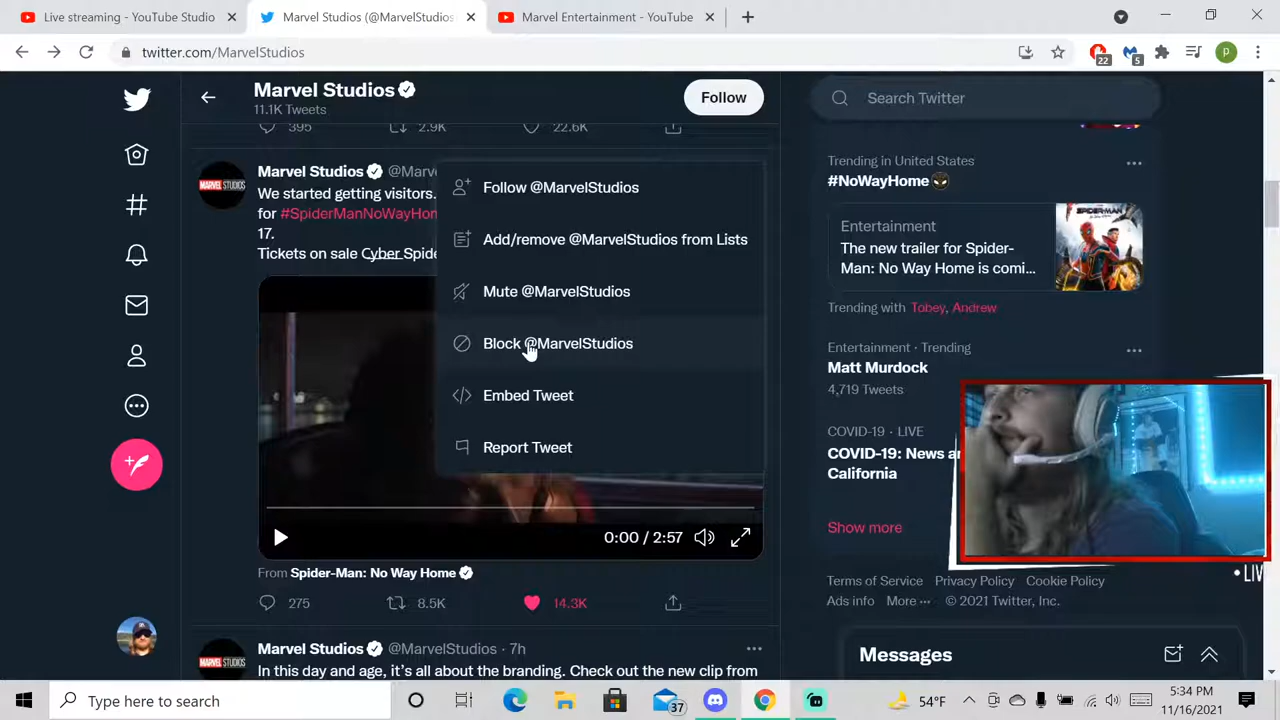 Live streaming - YouTube Studio
Marvel Studios (@MarvelStudios
Marvel Entertainment - YouTube
twitter.com/MarvelStudios
22
5
p
Marvel Studios
11.1K Tweets
Follow
Search Twitter
395
2.9K
22.6K
Marvel Studios @Marv
We started getting visitors.
for #SpiderManNoWayHom
17.
Tickets on sale Cyber Spide
Follow @MarvelStudios
Add/remove @MarvelStudios from Lists
Mute @MarvelStudios
Block @MarvelStudios
Embed Tweet
Report Tweet
0:00 / 2:57
From Spider-Man: No Way Home
275
8.5K
14.3K
Marvel Studios @MarvelStudios · 7h
In this day and age, it's all about the branding. Check out the new clip from
Trending in United States
#NoWayHome
Entertainment
The new trailer for Spider-
Man: No Way Home is comi...
Trending with Tobey, Andrew
Entertainment · Trending
Matt Murdock
4,719 Tweets
COVID-19 · LIVE
COVID-19: News a
California
Show more
LIV
Terms of Service Privacy Policy Cookie Policy
Ads info More ··· © 2021 Twitter, Inc.
Messages
Type here to search
37
54°F
5:34 PM
11/16/2021